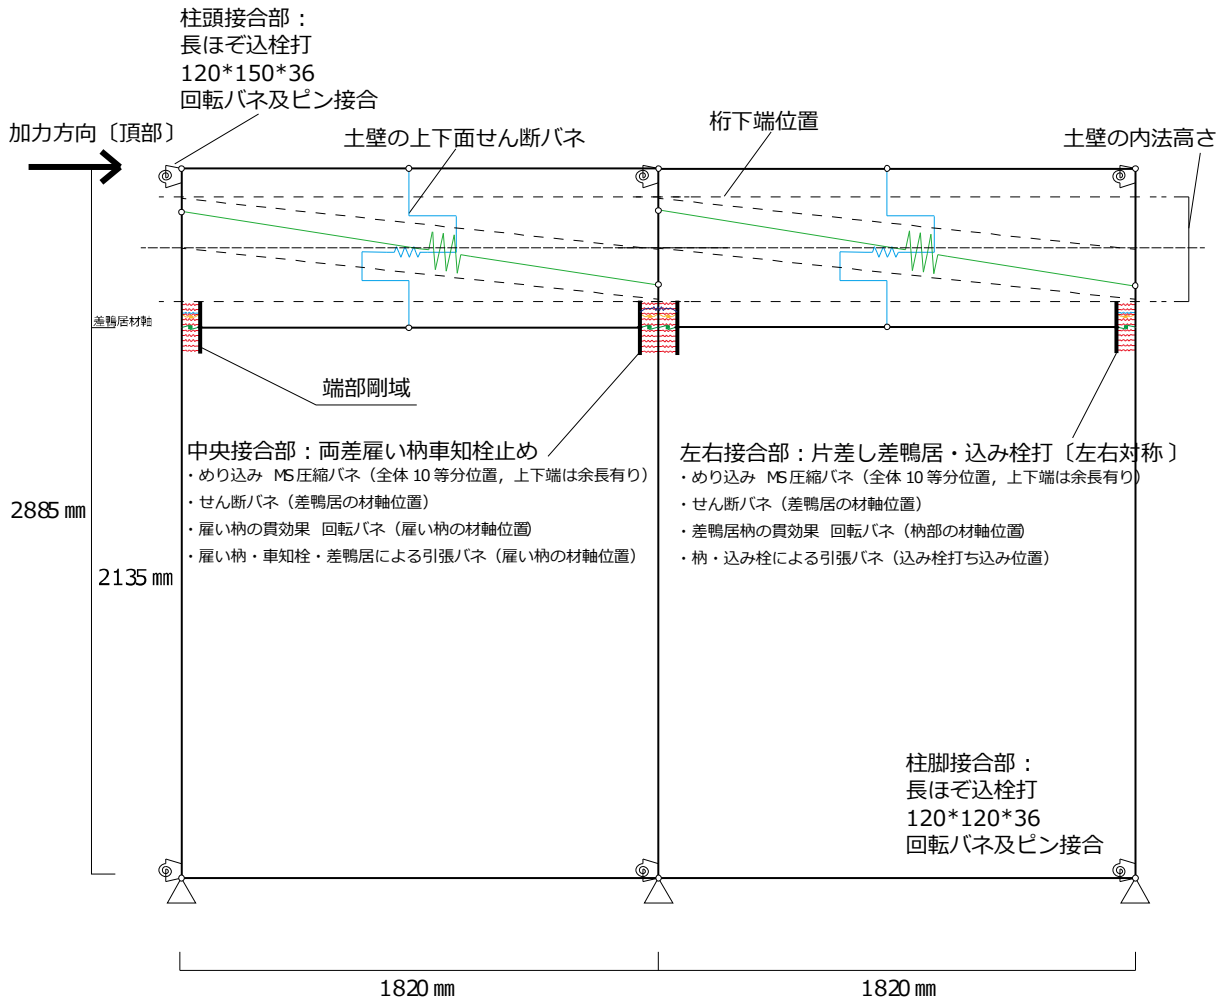 柱頭接合部：
長ほぞ込栓打
120*150*36
回転バネ及ピン接合
加力方向〔頂部〕
土壁の上下面せん断バネ
桁下端位置
土壁の内法高さ
差鴨居材軸
端部剛域
中央接合部：両差雇い枘車知栓止め
・めり込み MS圧縮バネ（全体10等分位置，上下端は余長有り）
・せん断バネ（差鴨居の材軸位置）
・雇い枘の貫効果 回転バネ（雇い枘の材軸位置）
・雇い枘・車知栓・差鴨居による引張バネ（雇い枘の材軸位置）
左右接合部：片差し差鴨居・込み栓打〔左右対称〕
・めり込み MS圧縮バネ（全体10等分位置，上下端は余長有り）
・せん断バネ（差鴨居の材軸位置）
・差鴨居枘の貫効果 回転バネ（枘部の材軸位置）
・枘・込み栓による引張バネ（込み栓打ち込み位置）
2885mm
2135mm
柱脚接合部：
長ほぞ込栓打
120*120*36
回転バネ及ピン接合
1820mm
1820mm